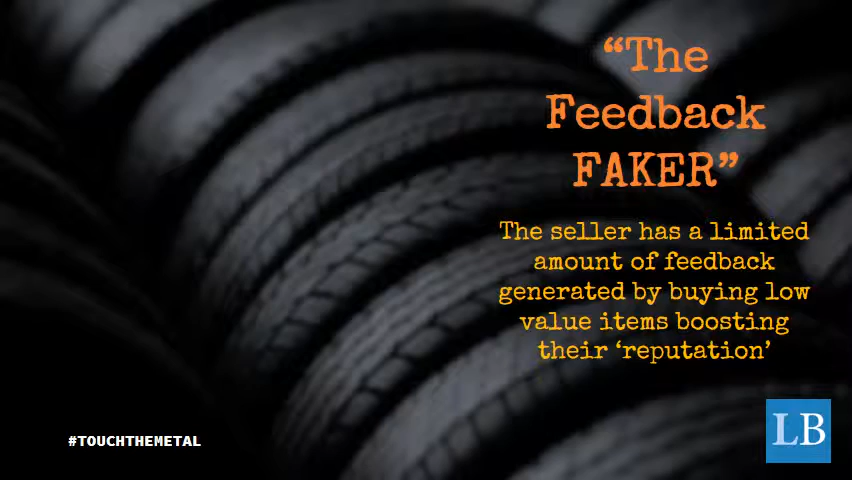 “The
Feedback
FAKER”
The seller has a limited
amount of feedback
generated by buying low
value items boosting
their ‘reputation’
#TOUCHTHEMETAL
LB